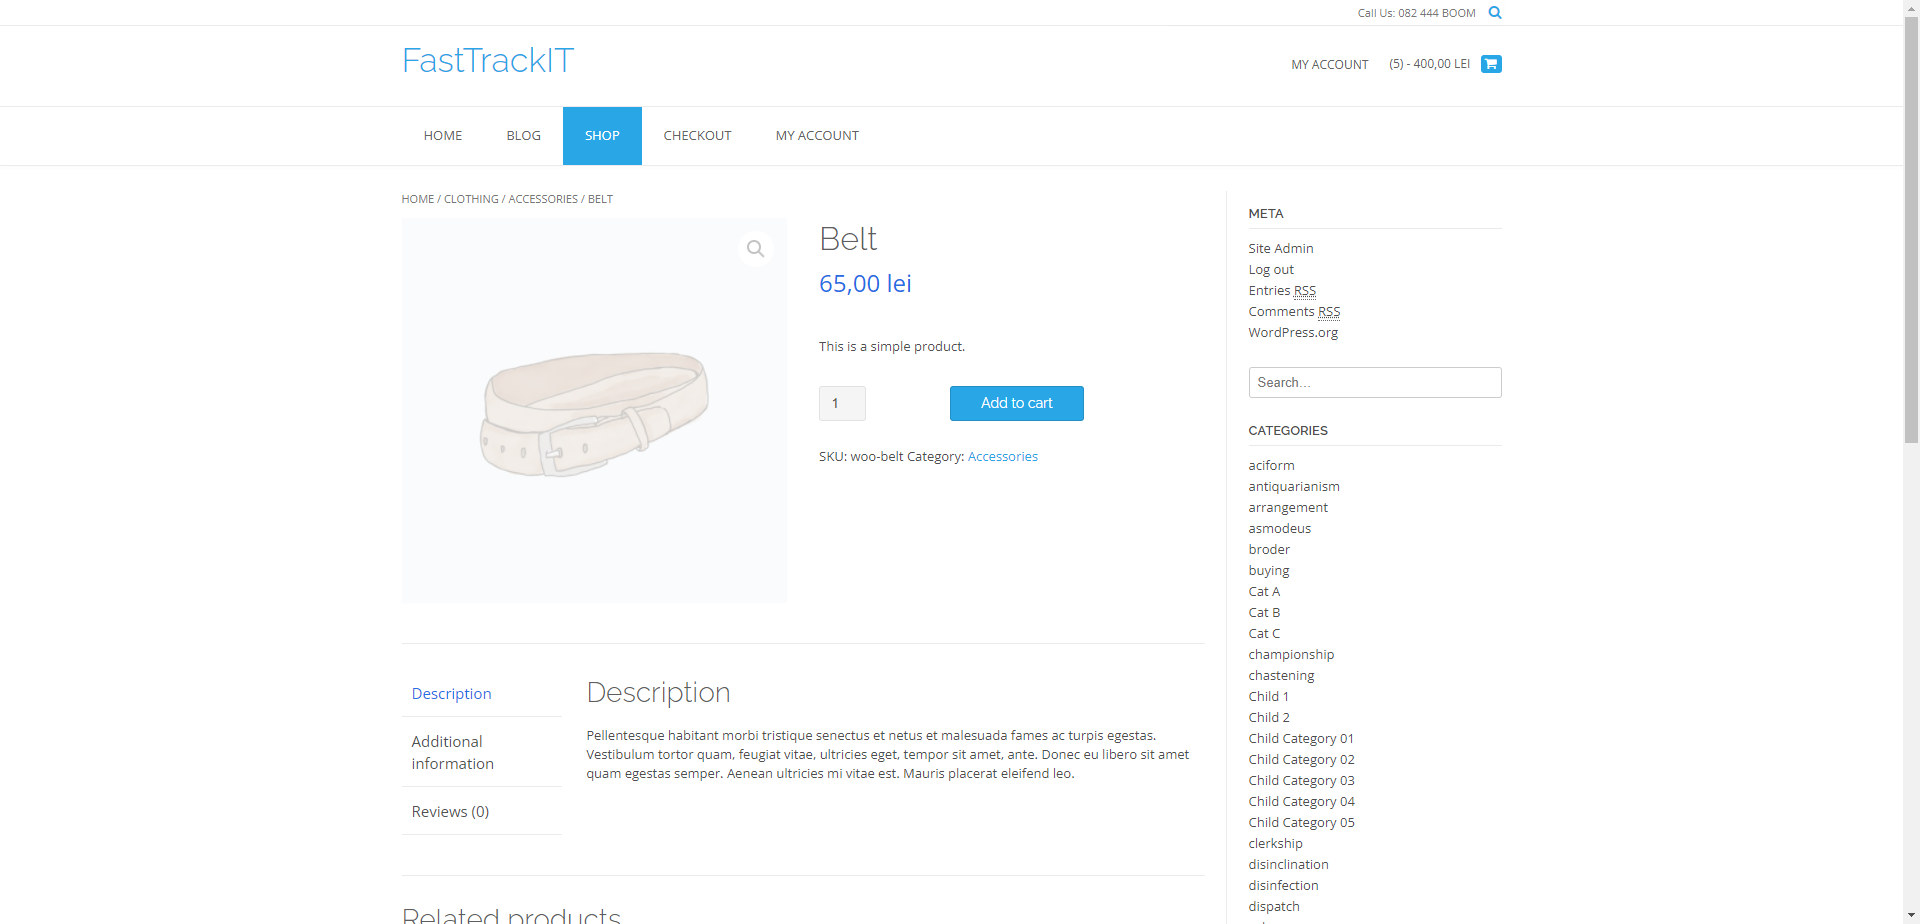 Call Us: 082 444 BOOM
FastTrackIT
MY ACCOUNT
(5) - 400,00 LEI
HOME
BLOG
SHOP
CHECKOUT
MY ACCOUNT
HOME / CLOTHING / ACCESSORIES / BELT
Belt
65,00 lei
This is a simple product.
1
Add to cart
SKU: woo-belt Category: Accessories
Description
Additional
information
Reviews (0)
Description
Pellentesque habitant morbi tristique senectus et netus et malesuada fames ac turpis egestas.
Vestibulum tortor quam, feugiat vitae, ultricies eget, tempor sit amet, ante. Donec eu libero sit amet
quam egestas semper. Aenean ultricies mi vitae est. Mauris placerat eleifend leo.
Related products
META
Site Admin
Log out
Entries RSS
Comments RSS
WordPress.org
Search…
CATEGORIES
aciform
antiquarianism
arrangement
asmodeus
broder
buying
Cat A
Cat B
Cat C
championship
chastening
Child 1
Child 2
Child Category 01
Child Category 02
Child Category 03
Child Category 04
Child Category 05
clerkship
disinclination
disinfection
dispatch